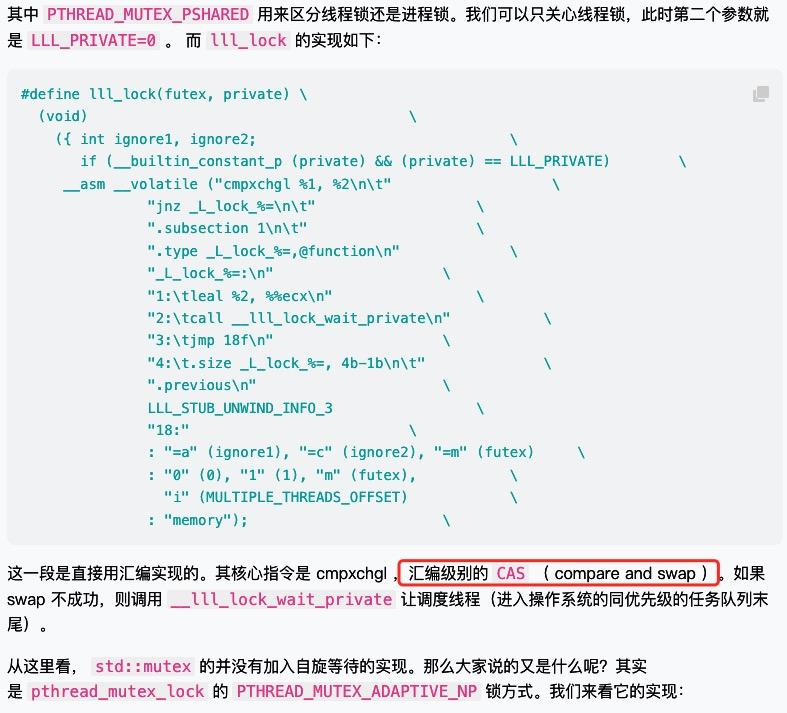 其中 PTHREAD_MUTEX_PSHARED 用来区分线程锁还是进程锁。我们可以只关心线程锁，此时第二个参数就
是 LLL_PRIVATE=0 。 而 lll_lock 的实现如下：
#define lll_lock(futex, private) \
(void) \
({ int ignore1, ignore2; \
if (__builtin_constant_p (private) && (private) == LLL_PRIVATE) \
__asm __volatile ("cmpxchgl %1, %2\n\t" \
"jnz _L_lock_%=\n\t" \
".subsection 1\n\t" \
".type _L_lock_%=,@function\n" \
"_L_lock_%=:\n" \
"1:\tleal %2, %%ecx\n" \
"2:\tcall __lll_lock_wait_private\n" \
"3:\tjmp 18f\n" \
"4:\t.size _L_lock_%=, 4b-1b\n\t" \
".previous\n" \
LLL_STUB_UNWIND_INFO_3 \
"18:" \
: "=a" (ignore1), "=c" (ignore2), "=m" (futex) \
: "0" (0), "1" (1), "m" (futex), \
"i" (MULTIPLE_THREADS_OFFSET) \
: "memory"); \
这一段是直接用汇编实现的。其核心指令是 cmpxchgl ，汇编级别的 CAS （ compare and swap ）。如果
swap 不成功，则调用 __lll_lock_wait_private 让调度线程（进入操作系统的同优先级的任务队列末
尾）。
从这里看， std::mutex 的并没有加入自旋等待的实现。那么大家说的又是什么呢？其实
是 pthread_mutex_lock 的 PTHREAD_MUTEX_ADAPTIVE_NP 锁方式。我们来看它的实现：